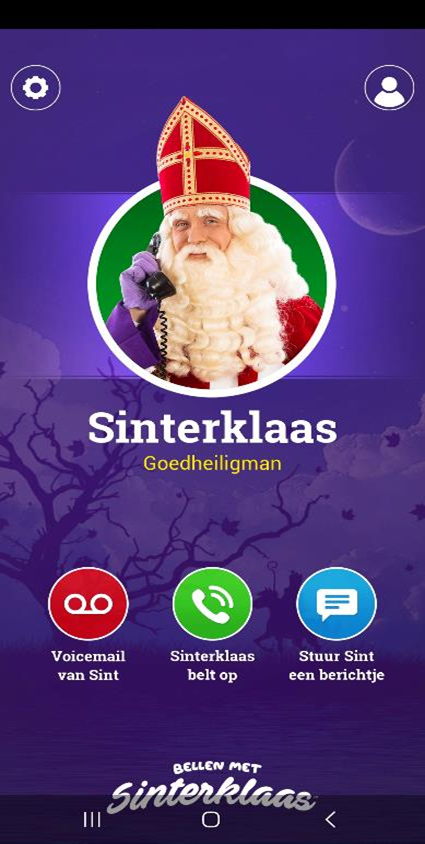 Sinterklaas
Goedheiligman
Voicemail
van Sint
Sinterklaas
belt op
Stuur Sint
een berichtje
BELLEN MET
Sinterklaas